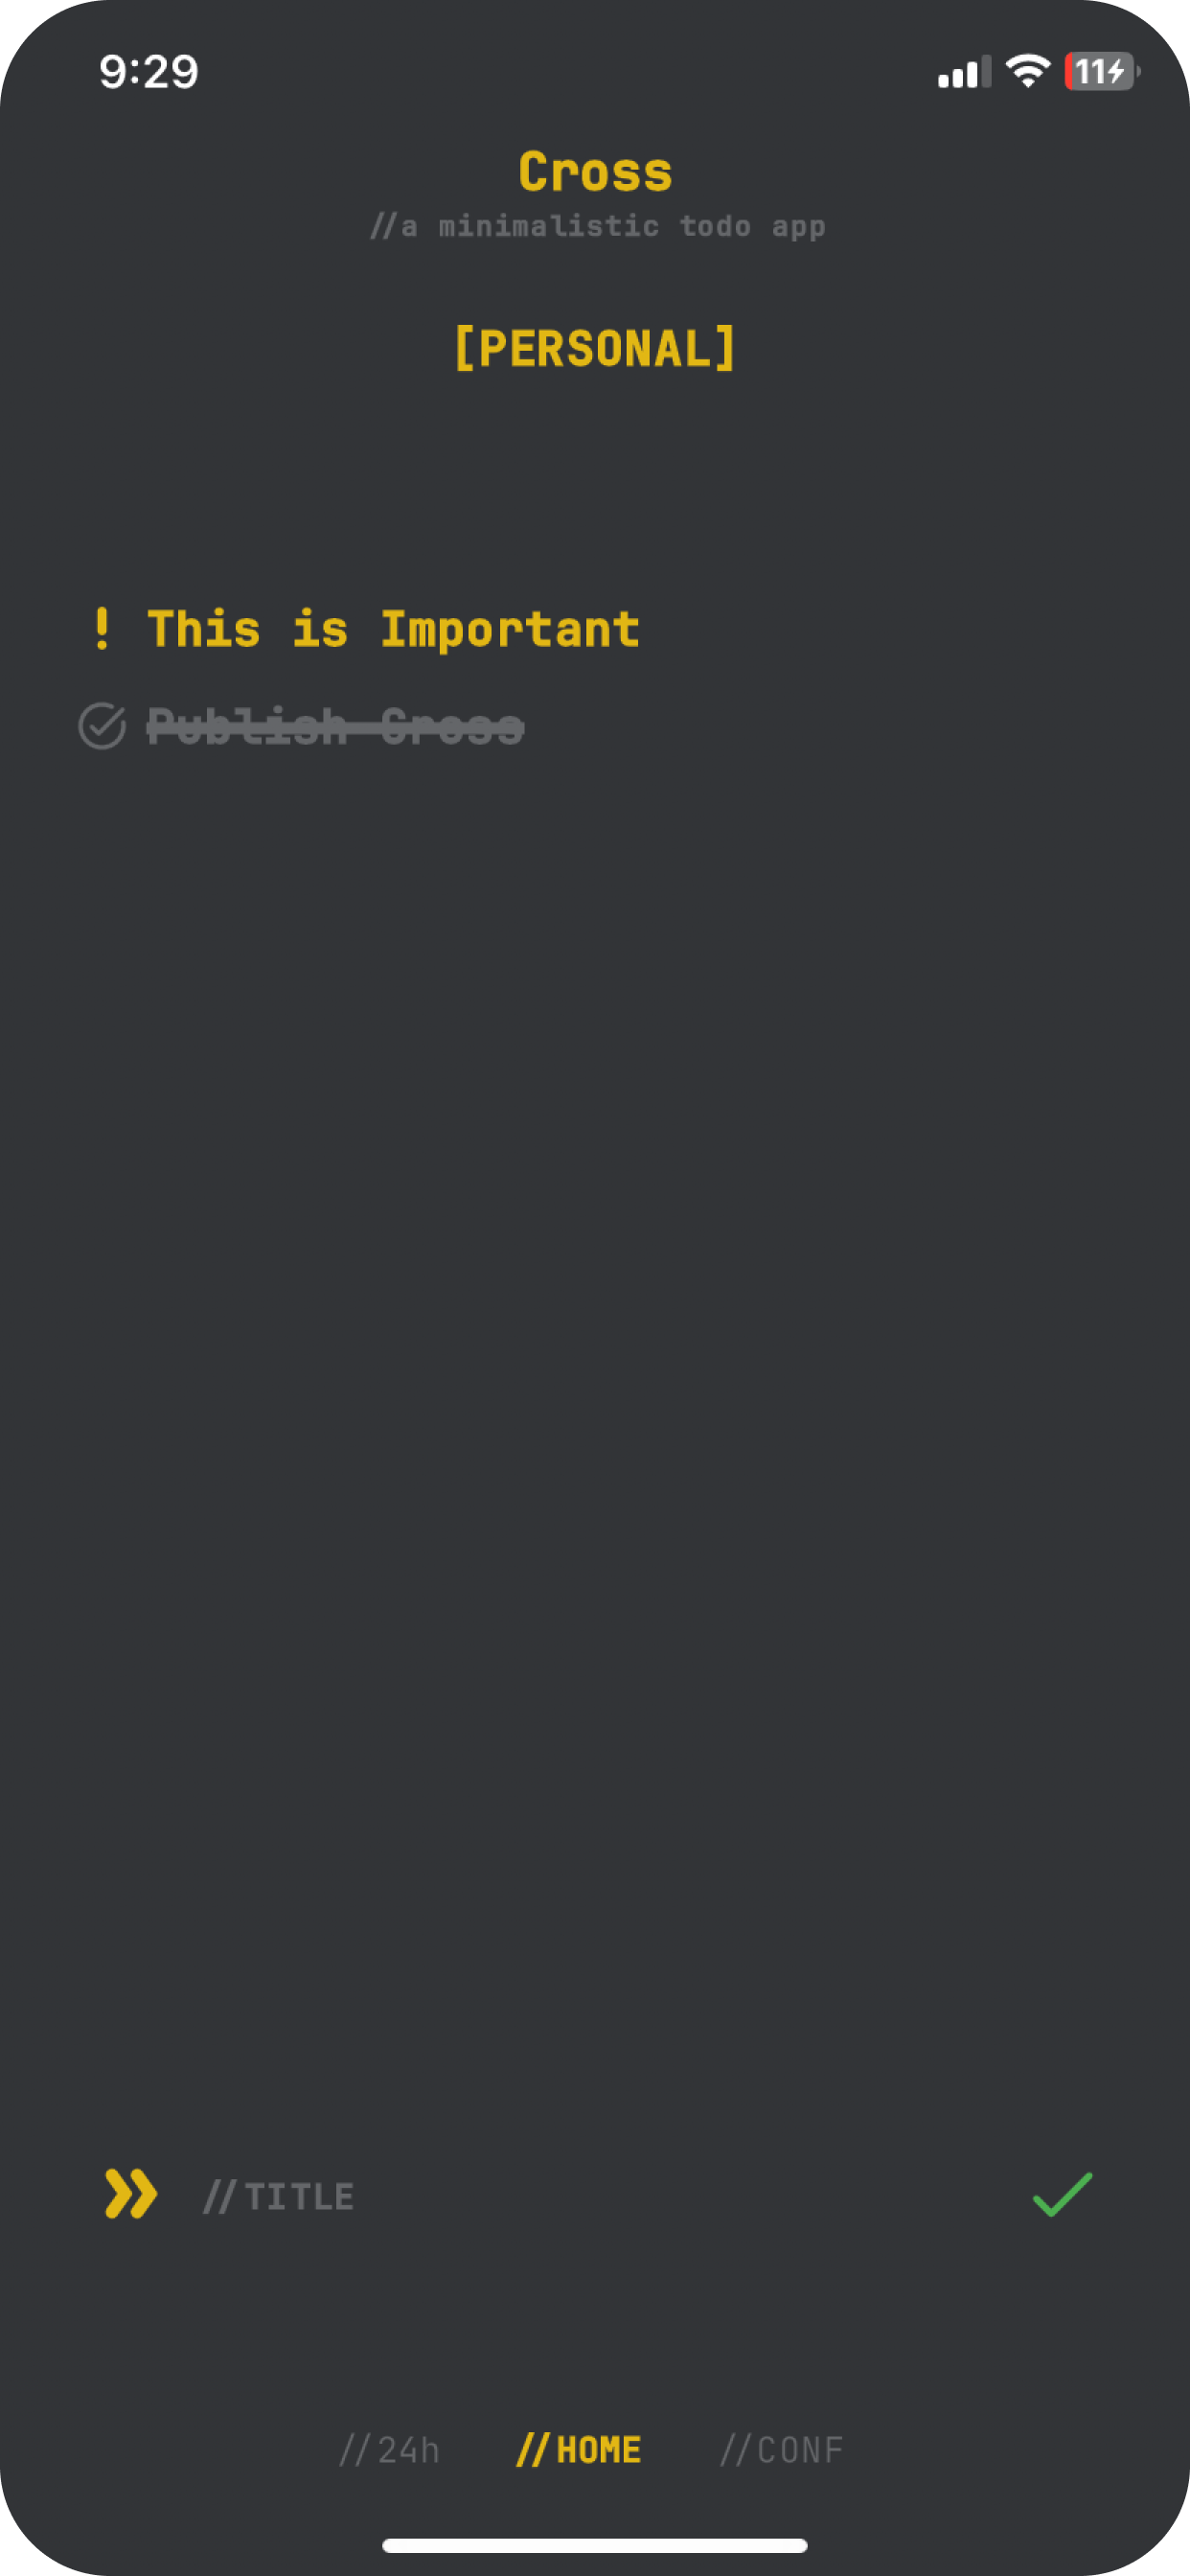 9:29 11
Cross
//a minimalistic todo app
[PERSONAL]
! This is Important
Publish Cross
//TITLE
//24h //HOME //CONF